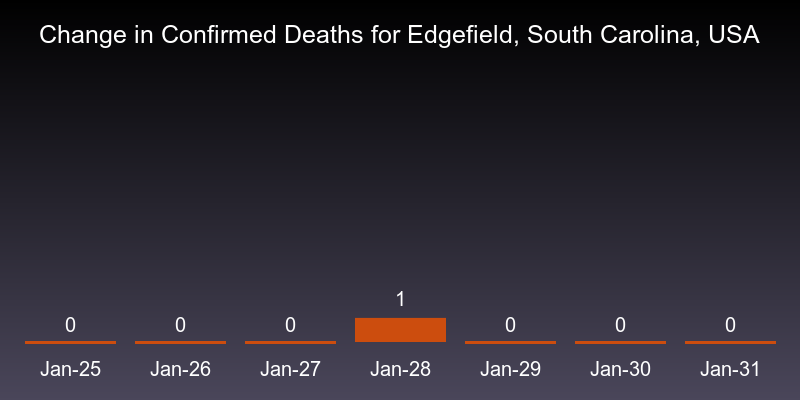 Change in Confirmed Deaths for Edgefield, South Carolina, USA
1
0 0 0 0 0 0
Jan-25 Jan-26 Jan-27 Jan-28 Jan-29 Jan-30 Jan-31